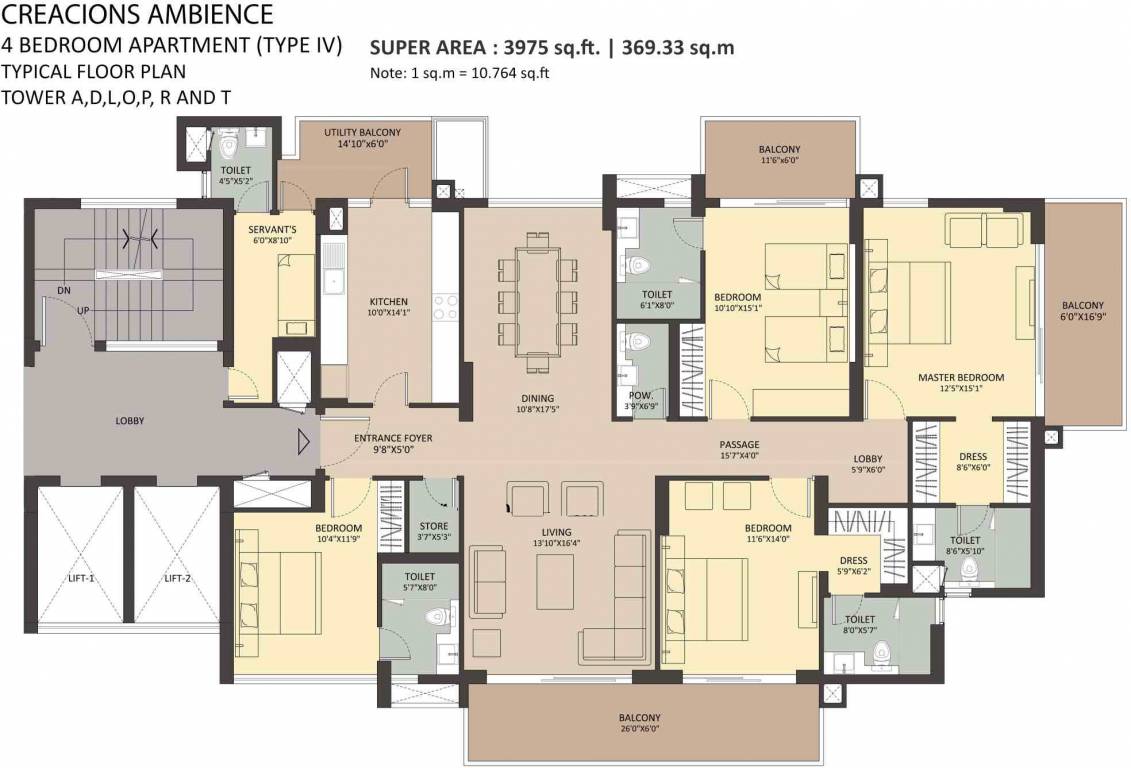 CREACIONS AMBIENCE
4 BEDROOM APARTMENT (TYPE IV)
TYPICAL FLOOR PLAN
TOWER A,D,L,O,P, R AND T
SUPER AREA : 3975 sq.ft. | 369.33 sq.m
Note: 1 sq.m = 10.764 sq.ft
UTILITY BALCONY
14'10"x6'0"
BALCONY
11'6"x6'0"
TOILET
4'5"X5'2"
SERVANT'S
6'0"X8'10"
DN
UP
KITCHEN
10'0"X14'1"
TOILET
6'1"X8'0"
BEDROOM
10'10"X15'1"
BALCONY
6'0"X16'9"
MASTER BEDROOM
12'5"X15'1"
DINING
10'8"X17'5"
POW.
3'9"X6'9"
LOBBY
ENTRANCE FOYER
9'8"X5'0"
PASSAGE
15'7"X4'0"
LOBBY
5'9"X6'0"
DRESS
8'6"X6'0"
BEDROOM
10'4"X11'9"
STORE
3'7"X5'3"
LIVING
13'10"X16'4"
BEDROOM
11'6"X14'0"
DRESS
5'9"X6'2"
TOILET
8'6"X5'10"
LIFT-1
LIFT-2
TOILET
5'7"X8'0"
TOILET
8'0"X5'7"
BALCONY
26'0"X6'0"